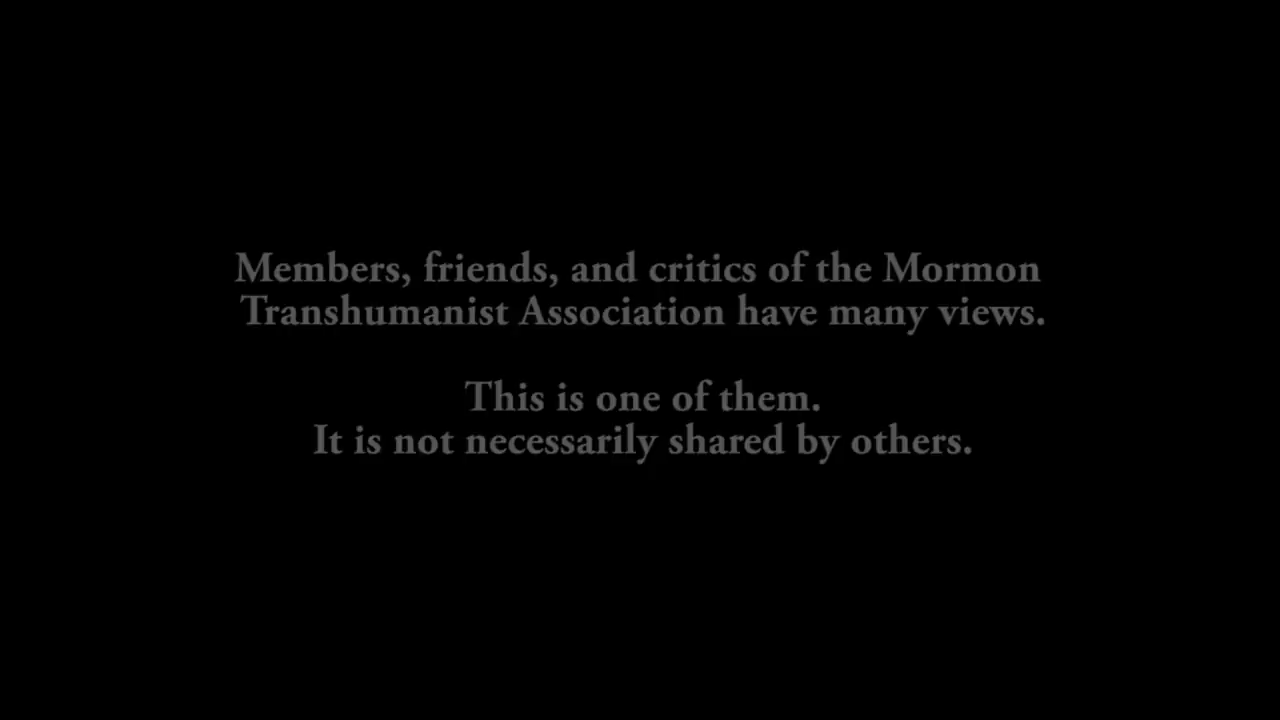 Members, friends, and critics of the Mormon
Transhumanist Association have many views.
This is one of them.
It is not necessarily shared by others.